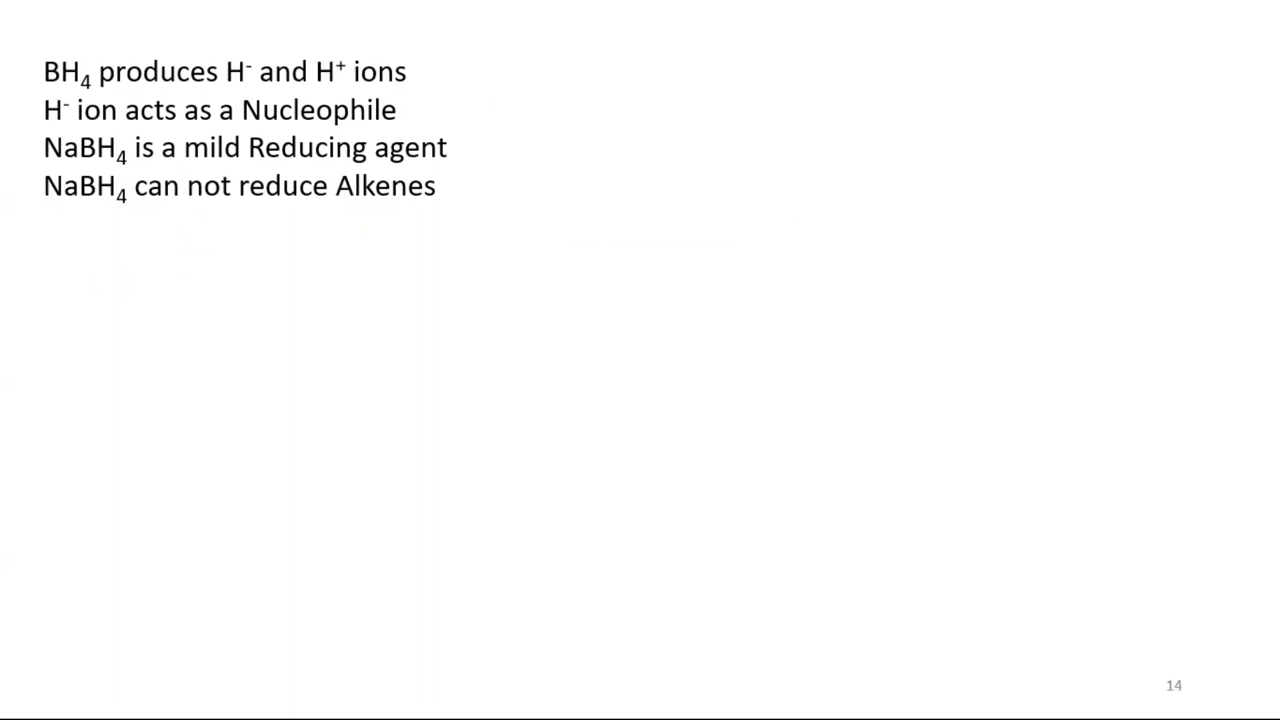 BH₄ produces H⁻ and H⁺ ions
H⁻ ion acts as a Nucleophile
NaBH₄ is a mild Reducing agent
NaBH₄ can not reduce Alkenes
14